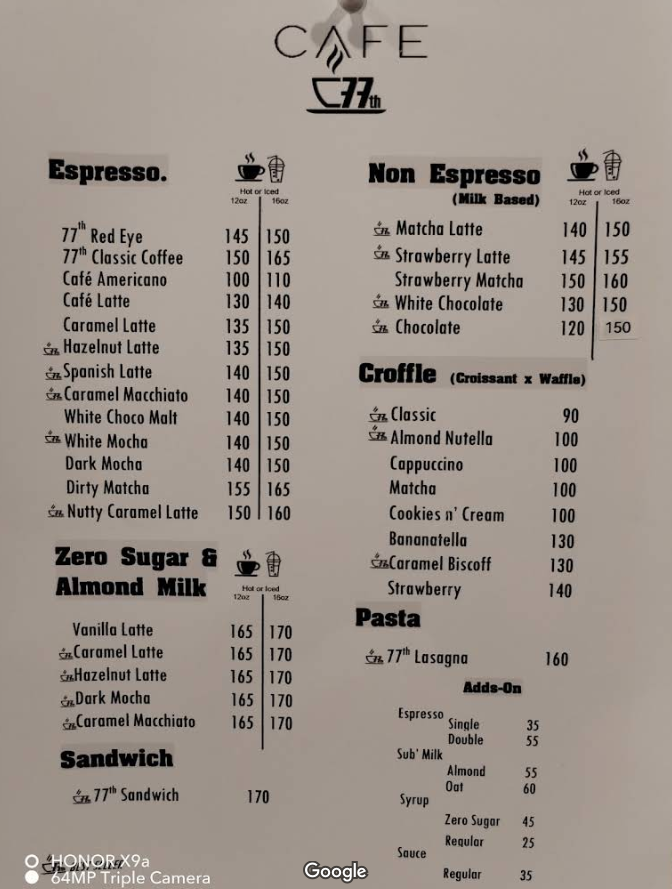 CAFE
77th
Espresso.
Hot or Iced
12oz 16oz
77th Red Eye 145 150
77th Classic Coffee 150 165
Café Americano 100 110
Café Latte 130 140
Caramel Latte 135 150
Hazelnut Latte 135 150
Spanish Latte 140 150
Caramel Macchiato 140 150
White Choco Malt 140 150
White Mocha 140 150
Dark Mocha 140 150
Dirty Matcha 155 165
Nutty Caramel Latte 150 160
Zero Sugar &
Almond Milk
Hot or Iced
12oz 16oz
Vanilla Latte 165 170
Caramel Latte 165 170
Hazelnut Latte 165 170
Dark Mocha 165 170
Caramel Macchiato 165 170
Sandwich
77th Sandwich 170
Non Espresso
(Milk Based)
Hot or Iced
12oz 16oz
Matcha Latte 140 150
Strawberry Latte 145 155
Strawberry Matcha 150 160
White Chocolate 130 150
Chocolate 120 150
Croffle (Croissant x Waffle)
Classic 90
Almond Nutella 100
Cappuccino 100
Matcha 100
Cookies n' Cream 100
Bananatella 130
Caramel Biscoff 130
Strawberry 140
Pasta
77th Lasagna 160
Adds-On
Espresso
Single 35
Double 55
Sub' Milk
Almond 55
Oat 60
Syrup
Zero Sugar 45
Regular 25
Sauce
Regular 35
HONOR X9a
64MP Triple Camera
Google